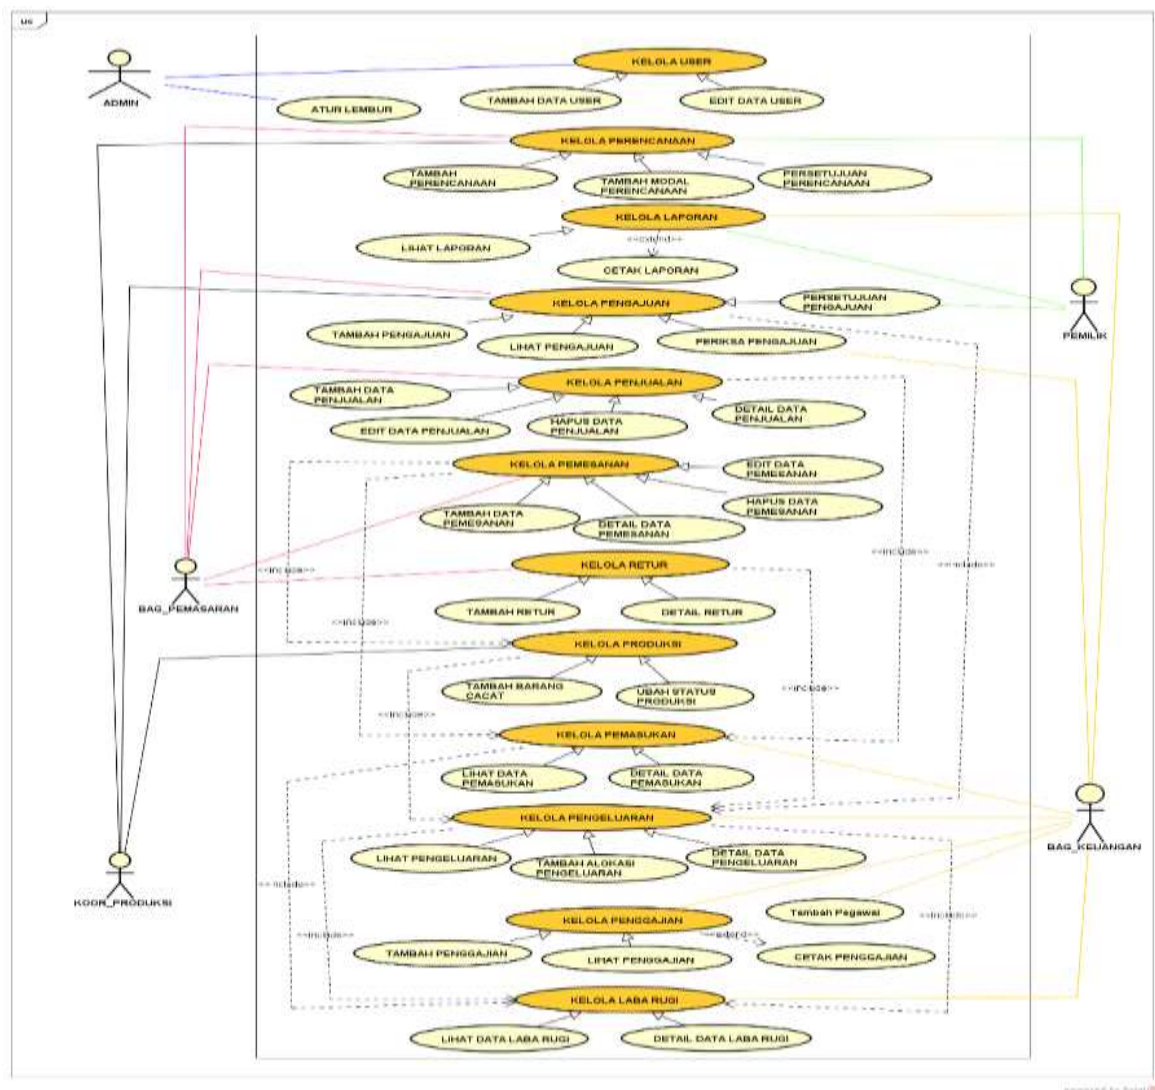 uc
KELOLA USER
ADMIN
TAMBAH DATA USER
EDIT DATA USER
ATUR LEMBUR
KELOLA PERENCANAAN
TAMBAH
PERENCANAAN
TAMBAH MODAL
PERENCANAAN
PERSETUJUAN
PERENCANAAN
KELOLA LAPORAN
LIHAT LAPORAN
<<extend>>
CETAK LAPORAN
KELOLA PENGAJUAN
PERSETUJUAN
PENGAJUAN
PEMILIK
TAMBAH PENGAJUAN
LIHAT PENGAJUAN
PERIKSA PENGAJUAN
KELOLA PENJUALAN
TAMBAH DATA
PENJUALAN
EDIT DATA PENJUALAN
HAPUS DATA
PENJUALAN
DETAIL DATA
PENJUALAN
KELOLA PEMESANAN
EDIT DATA
PEMESANAN
HAPUS DATA
PEMESANAN
TAMBAH DATA
PEMESANAN
DETAIL DATA
PEMESANAN
<<include>>
<<include>>
<<include>>
KELOLA RETUR
BAG_PEMASARAN
TAMBAH RETUR
DETAIL RETUR
<<include>>
KELOLA PRODUKSI
TAMBAH BARANG
CACAT
UBAH STATUS
PRODUKSI
<<include>>
<<include>>
KELOLA PEMASUKAN
LIHAT DATA
PEMASUKAN
DETAIL DATA
PEMASUKAN
KELOLA PENGELUARAN
LIHAT PENGELUARAN
TAMBAH ALOKASI
PENGELUARAN
DETAIL DATA
PENGELUARAN
BAG_KEUANGAN
KOOR_PRODUKSI
<<include>>
KELOLA PENGGAJIAN
Tambah Pegawai
<<include>>
<<include>>
<<extend>>
TAMBAH PENGGAJIAN
LIHAT PENGGAJIAN
CETAK PENGGAJIAN
KELOLA LABA RUGI
LIHAT DATA LABA RUGI
DETAIL DATA LABA RUGI